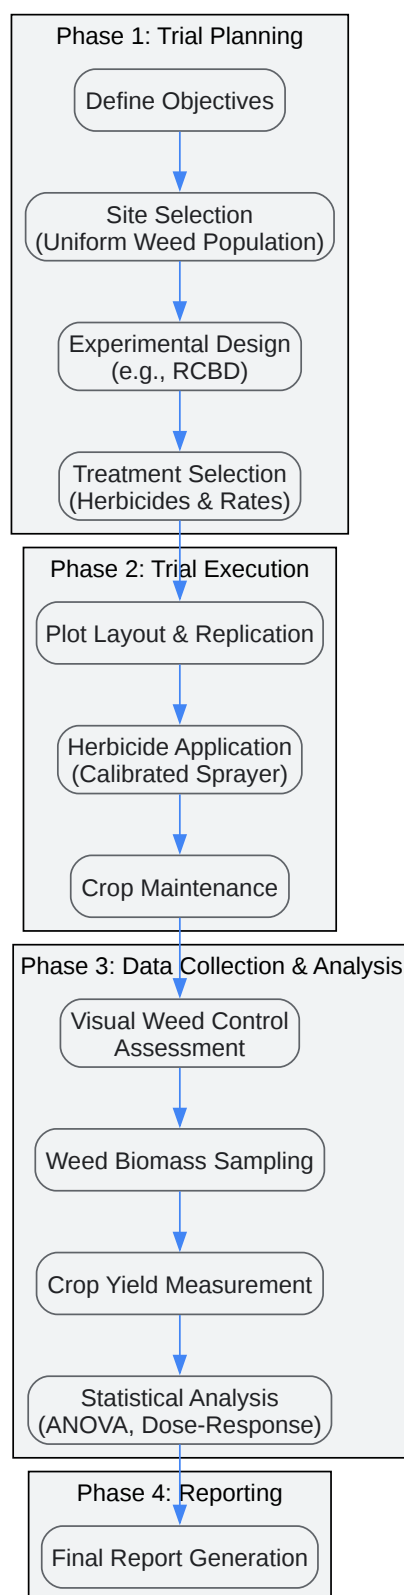 Phase 1: Trial Planning
Define Objectives
Site Selection
(Uniform Weed Population)
Experimental Design
(e.g., RCBD)
Treatment Selection
(Herbicides & Rates)
Phase 2: Trial Execution
Plot Layout & Replication
Herbicide Application
(Calibrated Sprayer)
Crop Maintenance
Phase 3: Data Collection & Analysis
Visual Weed Control
Assessment
Weed Biomass Sampling
Crop Yield Measurement
Statistical Analysis
(ANOVA, Dose-Response)
Phase 4: Reporting
Final Report Generation